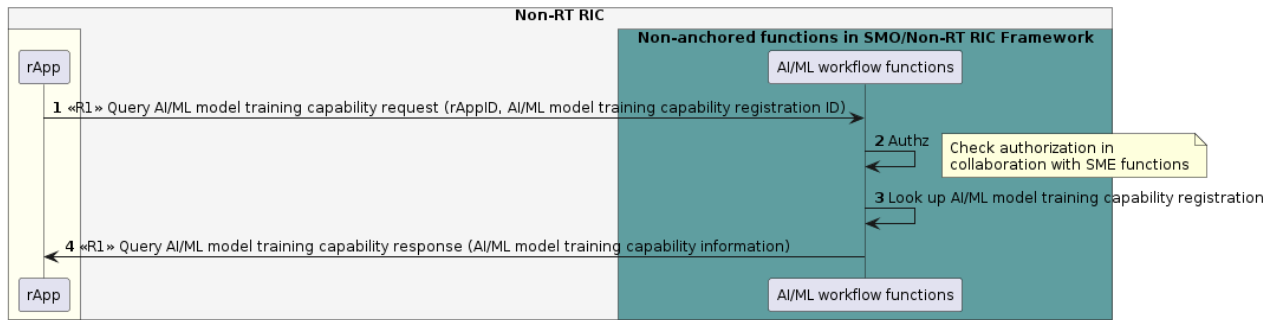 Non-RT RIC
Non-anchored functions in SMO/Non-RT RIC Framework
rApp
AI/ML workflow functions
1 «R1» Query AI/ML model training capability request (rAppID, AI/ML model training capability registration ID)
2 Authz
Check authorization in
collaboration with SME functions
3 Look up AI/ML model training capability registration
4 «R1» Query AI/ML model training capability response (AI/ML model training capability information)
rApp
AI/ML workflow functions